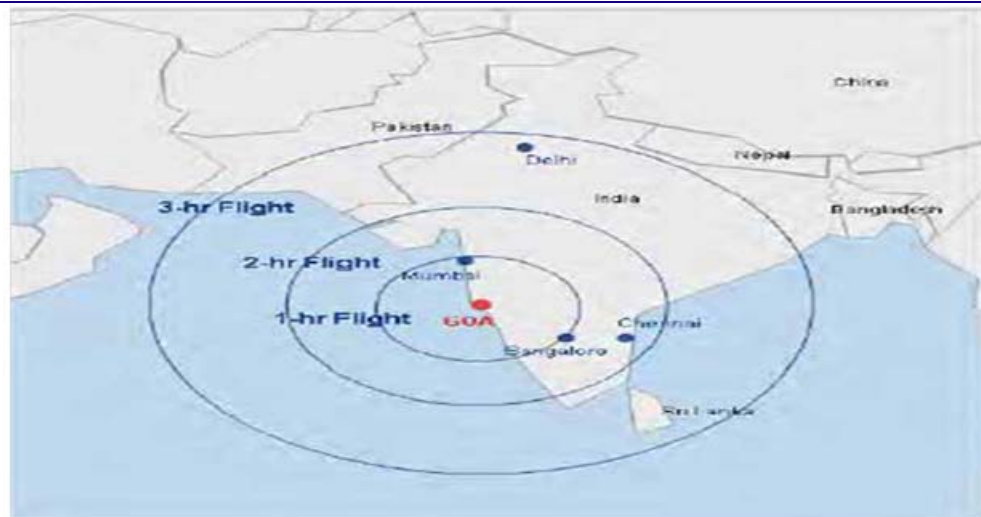 China
Pakistan
Nepal
Delhi
India
3-hr Flight
Bangladesh
2-hr Flight
Mumbai
1-hr Flight
GOA
Chennai
Bangalore
Sri Lanka